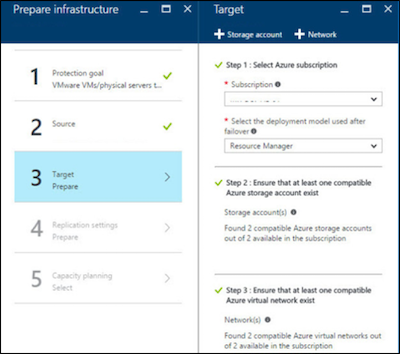 Prepare infrastructure
1
Protection goal
VMware VMs/physical servers t...
2
Source
3
Target
Prepare
4
Replication settings
Prepare
5
Capacity planning
Select
Target
+ Storage account + Network
Step 1 : Select Azure subscription
* Subscription
* Select the deployment model used after
failover
Resource Manager
Step 2 : Ensure that at least one compatible
Azure storage account exist
Storage account(s)
Found 2 compatible Azure storage accounts
out of 2 available in the subscription
Step 3 : Ensure that at least one compatible
Azure virtual network exist
Network(s)
Found 2 compatible Azure virtual networks out
of 2 available in the subscription